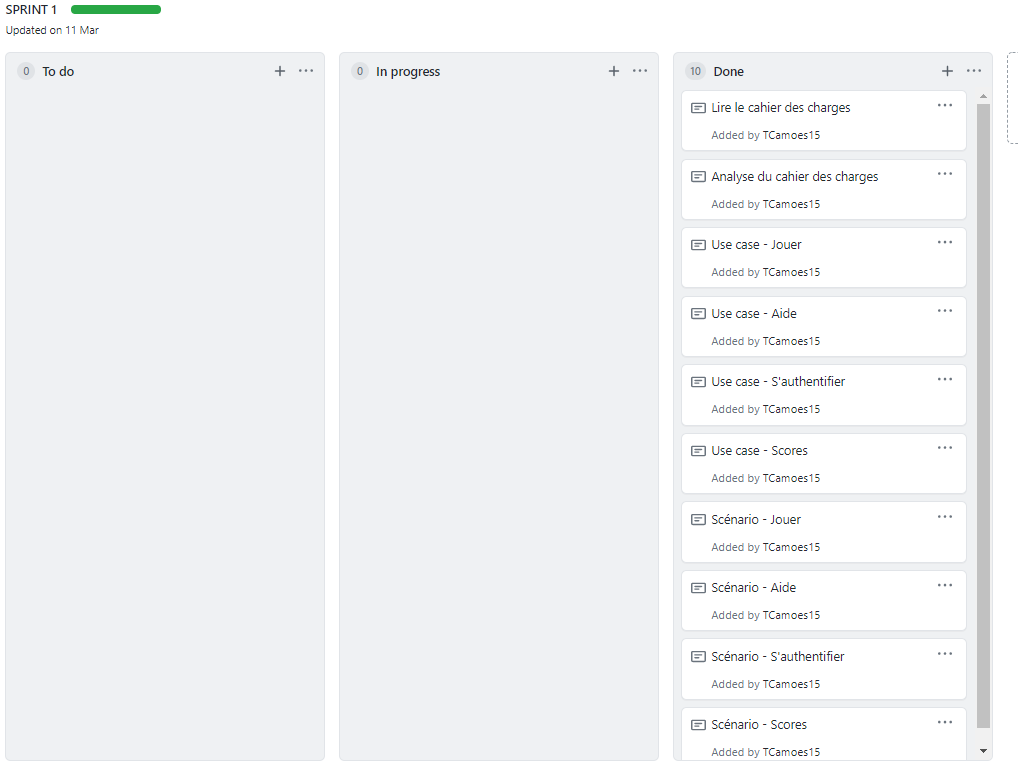 SPRINT 1
Updated on 11 Mar
0 To do
0 In progress
10 Done
Lire le cahier des charges
Added by TCamoes15
Analyse du cahier des charges
Added by TCamoes15
Use case - Jouer
Added by TCamoes15
Use case - Aide
Added by TCamoes15
Use case - S'authentifier
Added by TCamoes15
Use case - Scores
Added by TCamoes15
Scénario - Jouer
Added by TCamoes15
Scénario - Aide
Added by TCamoes15
Scénario - S'authentifier
Added by TCamoes15
Scénario - Scores
Added by TCamoes15